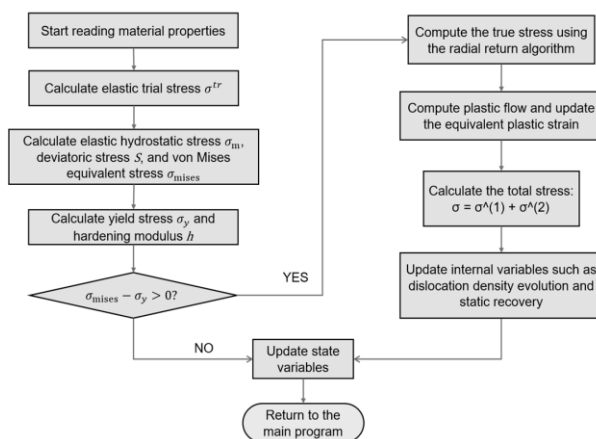 Start reading material properties
Calculate elastic trial stress σ^tr
Calculate elastic hydrostatic stress σ_m,
deviatoric stress S, and von Mises
equivalent stress σ_mises
Calculate yield stress σ_y and
hardening modulus h
σ_mises − σ_y > 0?
YES
NO
Compute the true stress using
the radial return algorithm
Compute plastic flow and update
the equivalent plastic strain
Calculate the total stress:
σ = σ^(1) + σ^(2)
Update internal variables such as
dislocation density evolution and
static recovery
Update state
variables
Return to the
main program